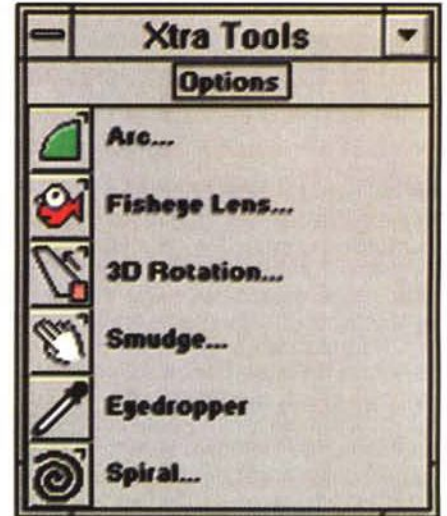 Xtra Tools
Options
Arc...
Fisheye Lens...
3D Rotation...
Smudge...
Eyedropper
Spiral...